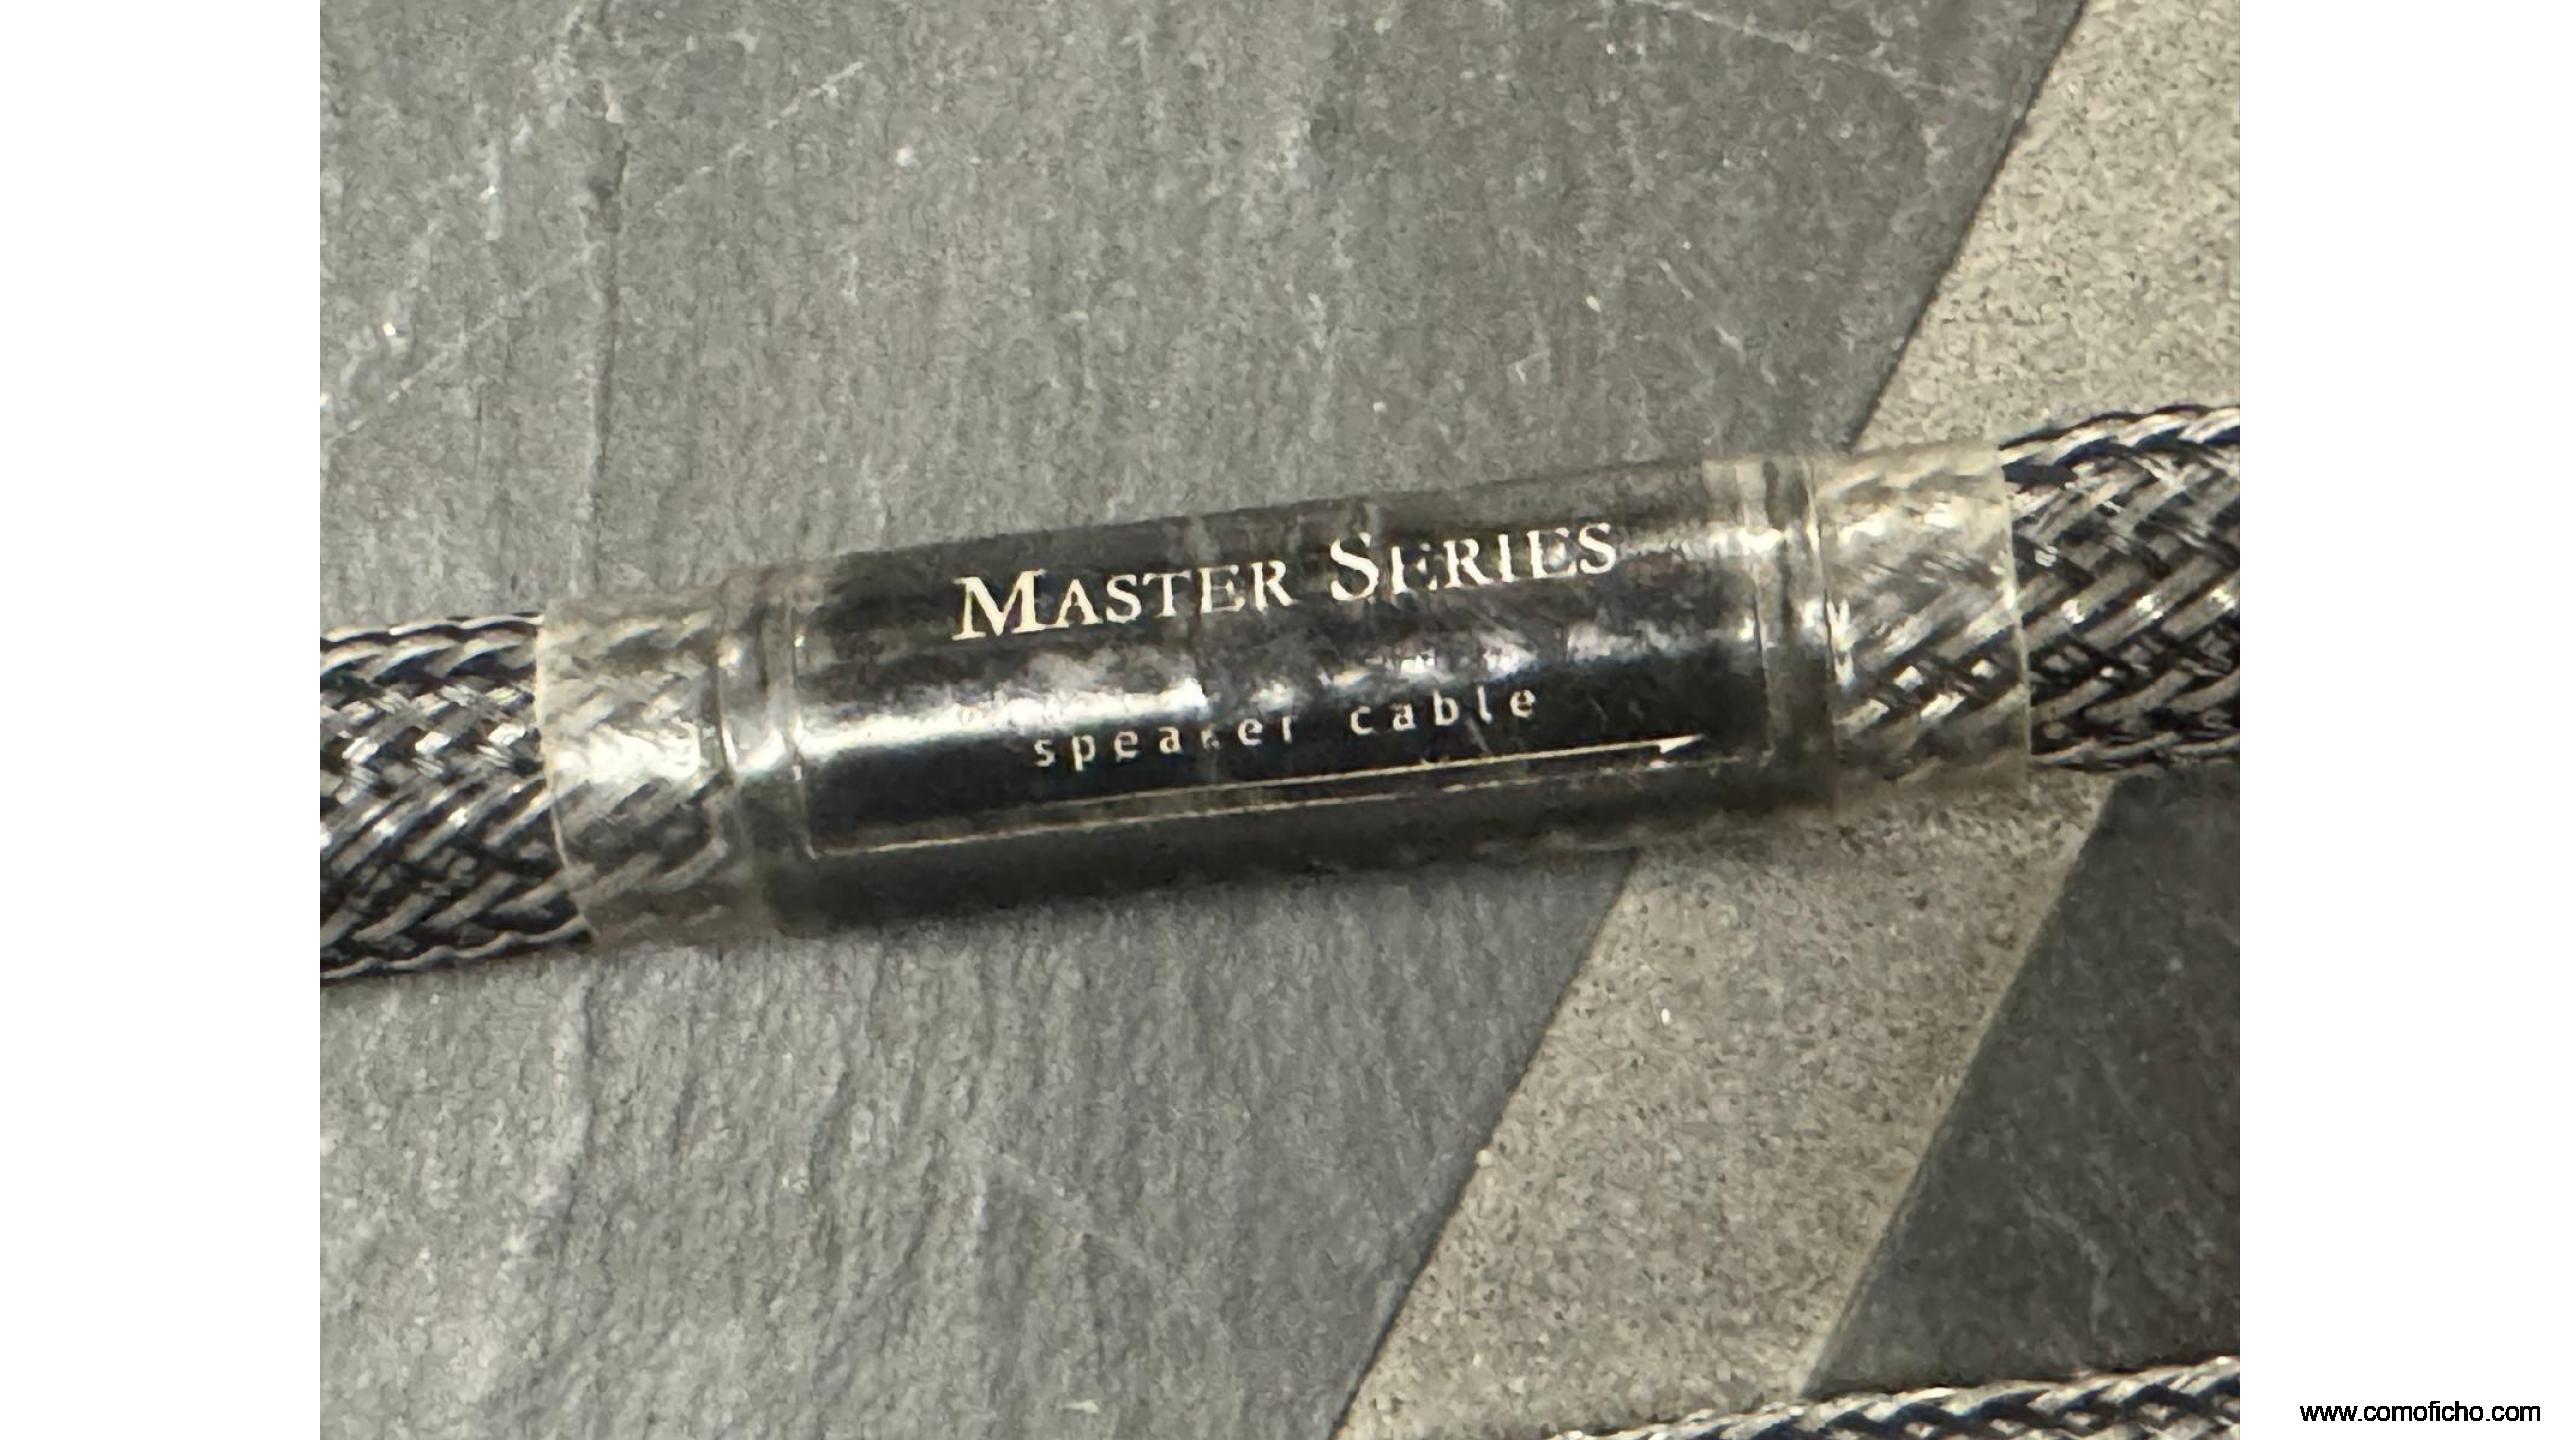 MASTER SERIES
speaker cable
www.comoficho.com